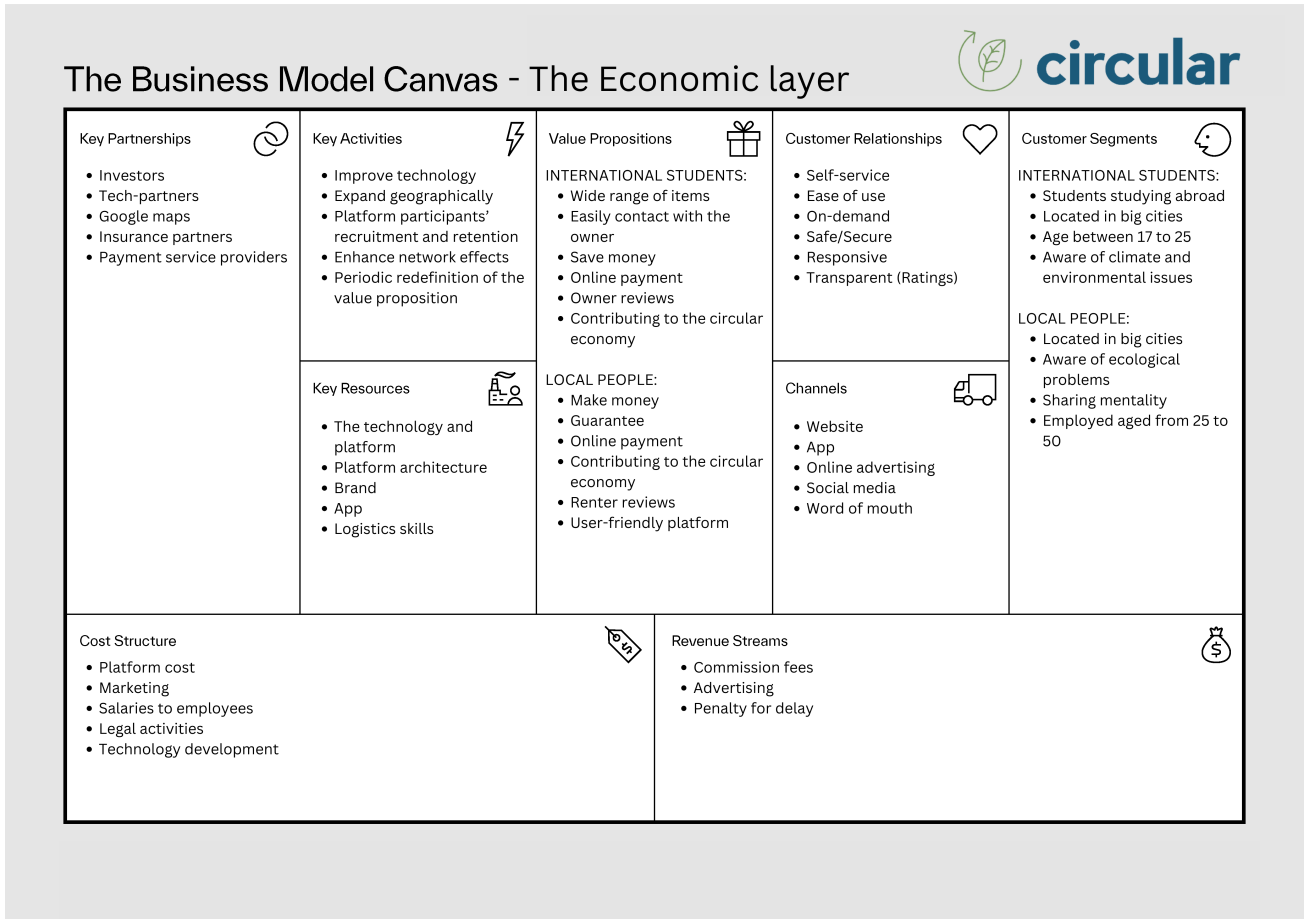 The Business Model Canvas - The Economic layer
circular
Key Partnerships
• Investors
• Tech-partners
• Google maps
• Insurance partners
• Payment service providers
Key Activities
• Improve technology
• Expand geographically
• Platform participants’
recruitment and retention
• Enhance network effects
• Periodic redefinition of the
value proposition
Key Resources
• The technology and
platform
• Platform architecture
• Brand
• App
• Logistics skills
Value Propositions
INTERNATIONAL STUDENTS:
• Wide range of items
• Easily contact with the
owner
• Save money
• Online payment
• Owner reviews
• Contributing to the circular
economy
LOCAL PEOPLE:
• Make money
• Guarantee
• Online payment
• Contributing to the circular
economy
• Renter reviews
• User-friendly platform
Customer Relationships
• Self-service
• Ease of use
• On-demand
• Safe/Secure
• Responsive
• Transparent (Ratings)
Channels
• Website
• App
• Online advertising
• Social media
• Word of mouth
Customer Segments
INTERNATIONAL STUDENTS:
• Students studying abroad
• Located in big cities
• Age between 17 to 25
• Aware of climate and
environmental issues
LOCAL PEOPLE:
• Located in big cities
• Aware of ecological
problems
• Sharing mentality
• Employed aged from 25 to
50
Cost Structure
• Platform cost
• Marketing
• Salaries to employees
• Legal activities
• Technology development
Revenue Streams
• Commission fees
• Advertising
• Penalty for delay